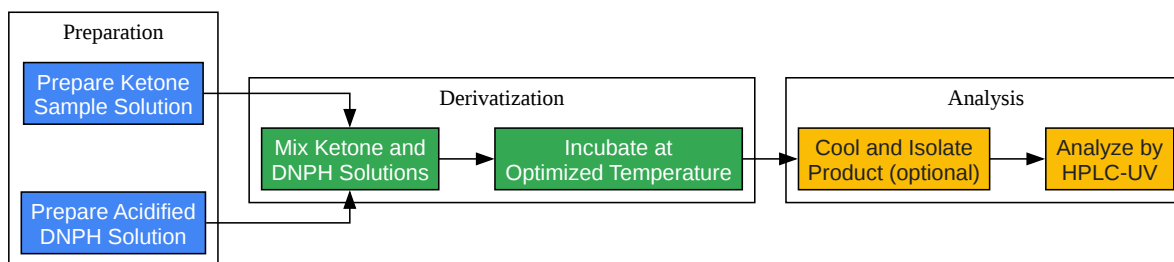 Preparation
Prepare Ketone
Sample Solution
Prepare Acidified
DNPH Solution
Derivatization
Mix Ketone and
DNPH Solutions
Incubate at
Optimized Temperature
Analysis
Cool and Isolate
Product (optional)
Analyze by
HPLC-UV